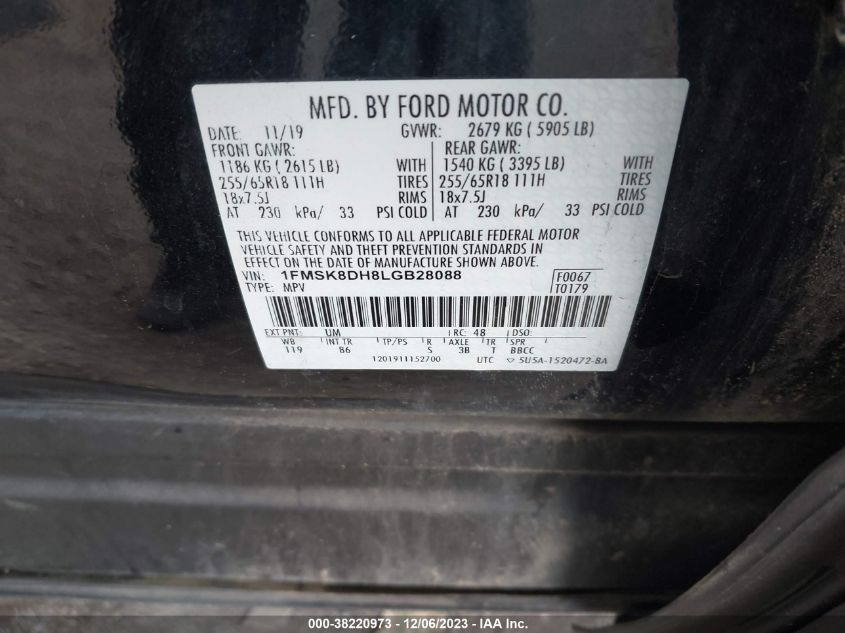 MFD. BY FORD MOTOR CO.
DATE: 11/19 GVWR: 2679 KG ( 5905 LB)
FRONT GAWR: REAR GAWR:
1186 KG ( 2615 LB) WITH 1540 KG ( 3395 LB) WITH
255/65R18 111H TIRES 255/65R18 111H TIRES
18x7.5J RIMS 18x7.5J RIMS
AT 230 kPa/ 33 PSI COLD AT 230 kPa/ 33 PSI COLD
THIS VEHICLE CONFORMS TO ALL APPLICABLE FEDERAL MOTOR
VEHICLE SAFETY AND THEFT PREVENTION STANDARDS IN
EFFECT ON THE DATE OF MANUFACTURE SHOWN ABOVE.
VIN: 1FMSK8DH8LGB28088 F0067
TYPE: MPV T0179
EXT PNT: UM RC: 48 DSO:
WB INT TR TP/PS R AXLE TR SPR
119 86 S 3B T BBCC
1201911152700 UTC ▽ 5U5A-1520472-BA
000-38220973 - 12/06/2023 - IAA Inc.